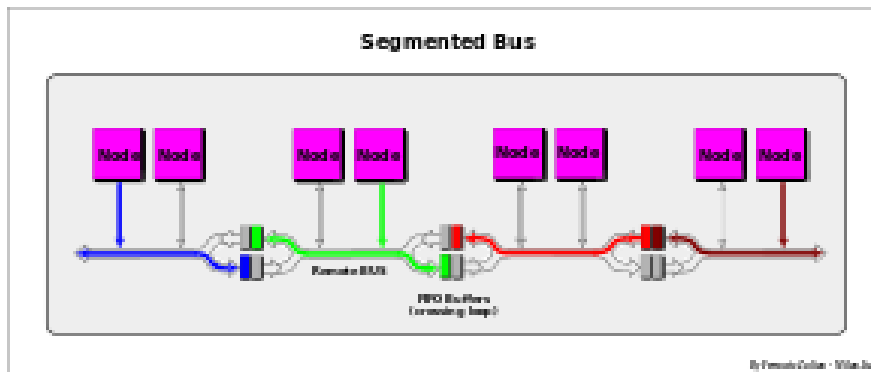 Segmented Bus
Node Node Node Node Node Node Node Node
Remote BUS
FIFO Buffers
(crossing loop)